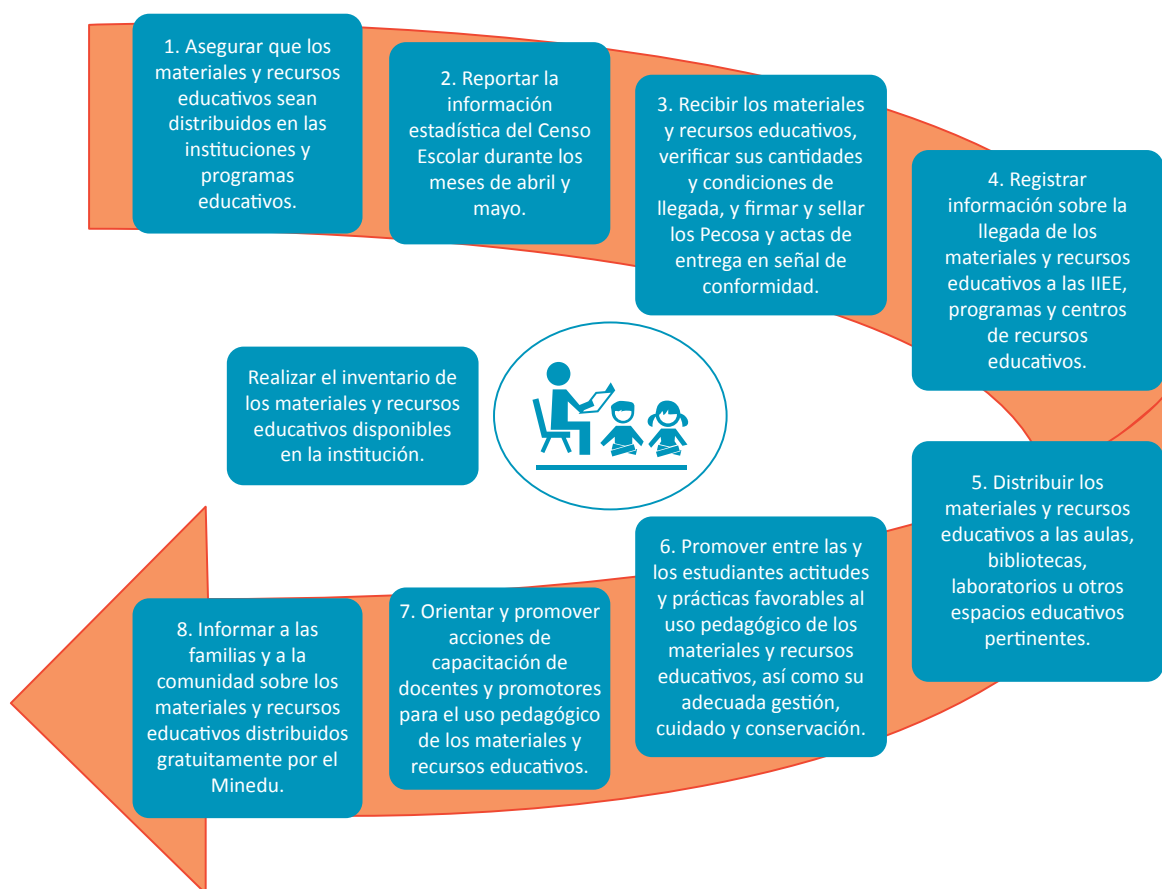 1. Asegurar que los
materiales y recursos
educativos sean
distribuidos en las
instituciones y
programas
educativos.
2. Reportar la
información
estadística del Censo
Escolar durante los
meses de abril y
mayo.
3. Recibir los materiales
y recursos educativos,
verificar sus cantidades
y condiciones de
llegada, y firmar y sellar
los Pecosa y actas de
entrega en señal de
conformidad.
4. Registrar
información sobre la
llegada de los
materiales y recursos
educativos a las IIEE,
programas y centros
de recursos
educativos.
Realizar el inventario de
los materiales y recursos
educativos disponibles
en la institución.
5. Distribuir los
materiales y recursos
educativos a las aulas,
bibliotecas,
laboratorios u otros
espacios educativos
pertinentes.
6. Promover entre las y
los estudiantes actitudes
y prácticas favorables al
uso pedagógico de los
materiales y recursos
educativos, así como su
adecuada gestión,
cuidado y conservación.
7. Orientar y promover
acciones de
capacitación de
docentes y promotores
para el uso pedagógico
de los materiales y
recursos educativos.
8. Informar a las
familias y a la
comunidad sobre los
materiales y recursos
educativos distribuidos
gratuitamente por el
Minedu.